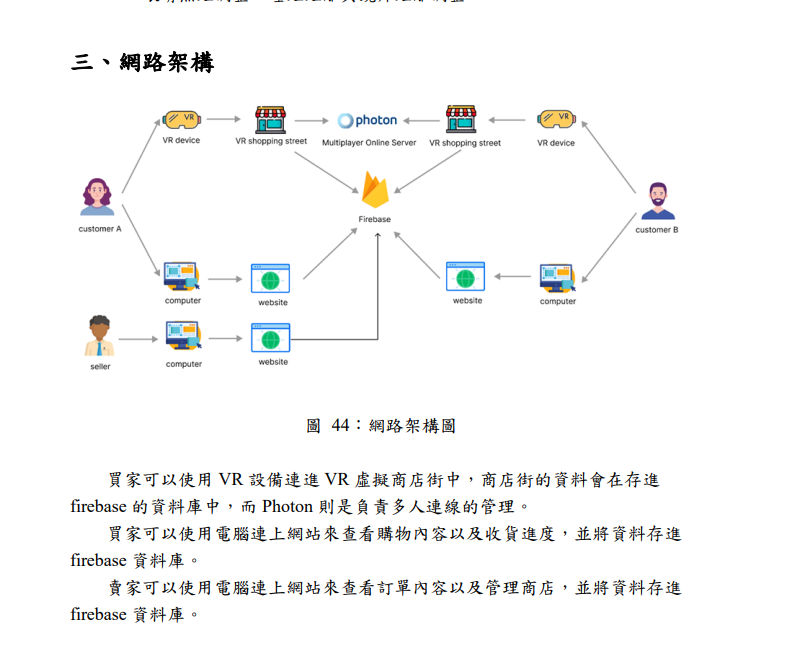 三、網路架構
VR
VR
photon
VR device
VR shopping street
Multiplayer Online Server
VR shopping street
VR device
Firebase
customer A
customer B
computer
website
website
computer
seller
computer
website
圖 44：網路架構圖
買家可以使用 VR 設備連進 VR 虛擬商店街中，商店街的資料會在存進
firebase 的資料庫中，而 Photon 則是負責多人連線的管理。
買家可以使用電腦連上網站來查看購物內容以及收貨進度，並將資料存進
firebase 資料庫。
賣家可以使用電腦連上網站來查看訂單內容以及管理商店，並將資料存進
firebase 資料庫。